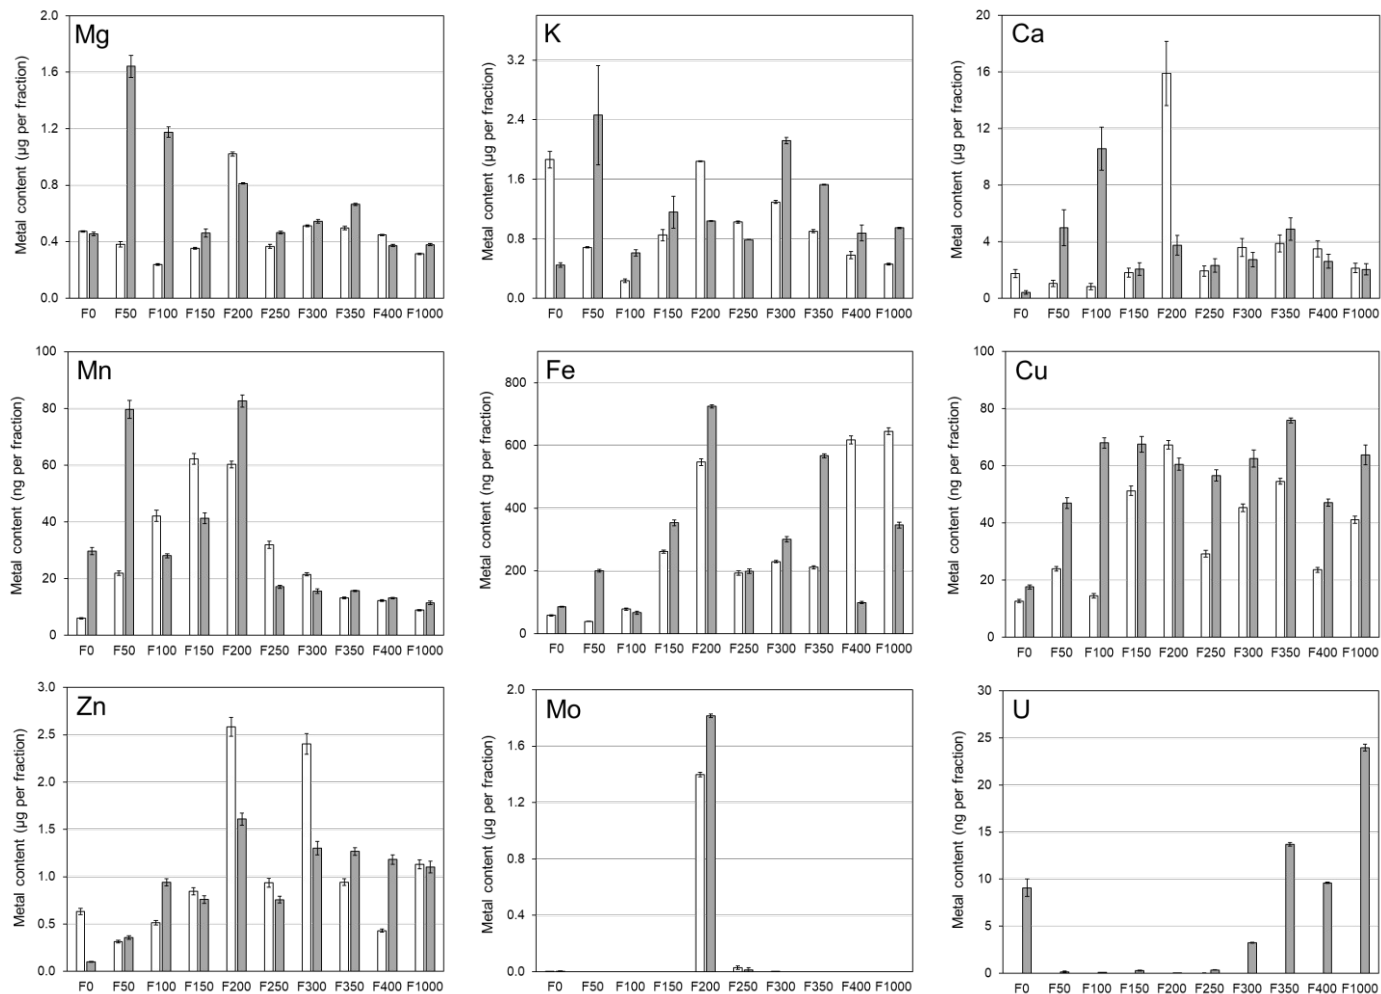 Mg
Metal content (µg per fraction)
2.0
1.6
1.2
0.8
0.4
0.0
F0 F50 F100 F150 F200 F250 F300 F350 F400 F1000
K
Metal content (µg per fraction)
3.2
2.4
1.6
0.8
0.0
F0 F50 F100 F150 F200 F250 F300 F350 F400 F1000
Ca
Metal content (µg per fraction)
20
16
12
8
4
0
F0 F50 F100 F150 F200 F250 F300 F350 F400 F1000
Mn
Metal content (ng per fraction)
100
80
60
40
20
0
F0 F50 F100 F150 F200 F250 F300 F350 F400 F1000
Fe
Metal content (ng per fraction)
800
600
400
200
0
F0 F50 F100 F150 F200 F250 F300 F350 F400 F1000
Cu
Metal content (ng per fraction)
100
80
60
40
20
0
F0 F50 F100 F150 F200 F250 F300 F350 F400 F1000
Zn
Metal content (µg per fraction)
3.0
2.5
2.0
1.5
1.0
0.5
0.0
F0 F50 F100 F150 F200 F250 F300 F350 F400 F1000
Mo
Metal content (µg per fraction)
2.0
1.6
1.2
0.8
0.4
0.0
F0 F50 F100 F150 F200 F250 F300 F350 F400 F1000
U
Metal content (ng per fraction)
30
25
20
15
10
5
0
F0 F50 F100 F150 F200 F250 F300 F350 F400 F1000